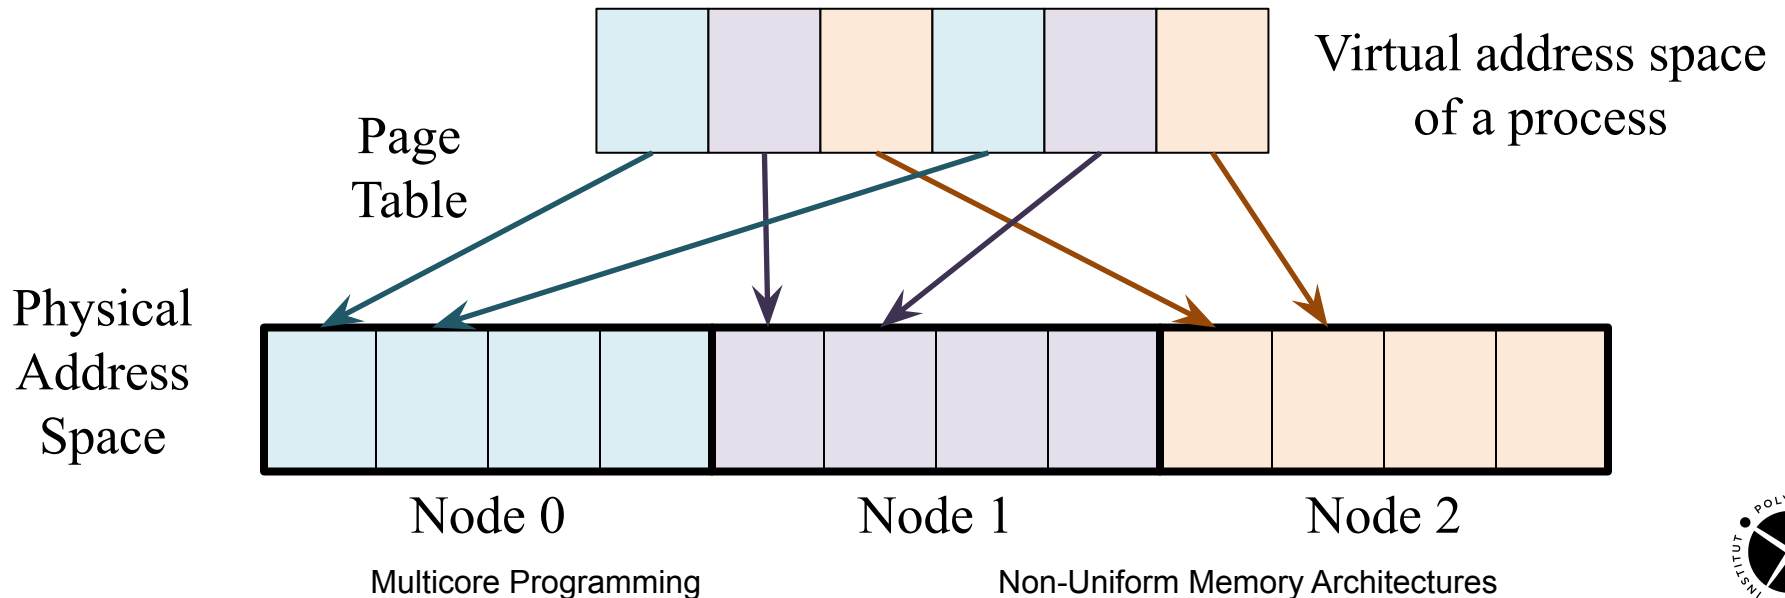 Virtual address space
of a process
Page
Table
Physical
Address
Space
Node 0
Node 1
Node 2
Multicore Programming
Non-Uniform Memory Architectures
INSTITUT